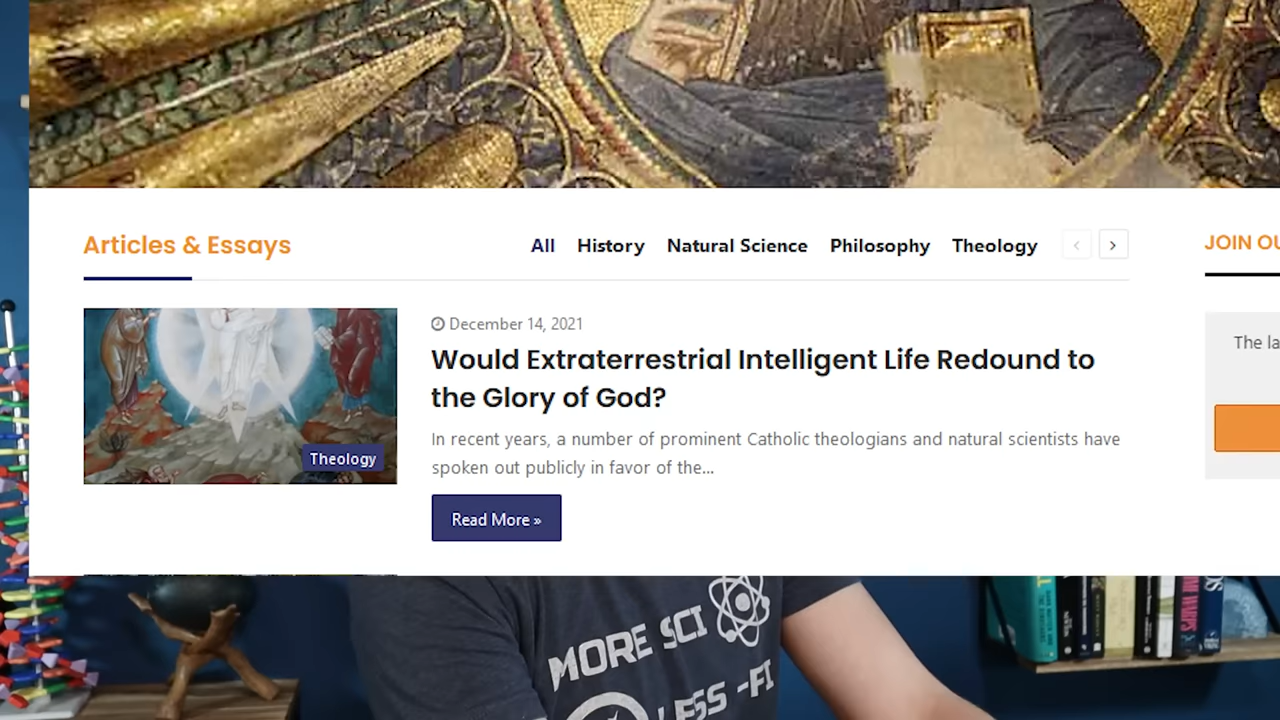 Articles & Essays
All History Natural Science Philosophy Theology
JOIN
December 14, 2021
Would Extraterrestrial Intelligent Life Redound to
the Glory of God?
In recent years, a number of prominent Catholic theologians and natural scientists have
spoken out publicly in favor of the...
Theology
Read More »
The
MORE SCI
LESS -FI